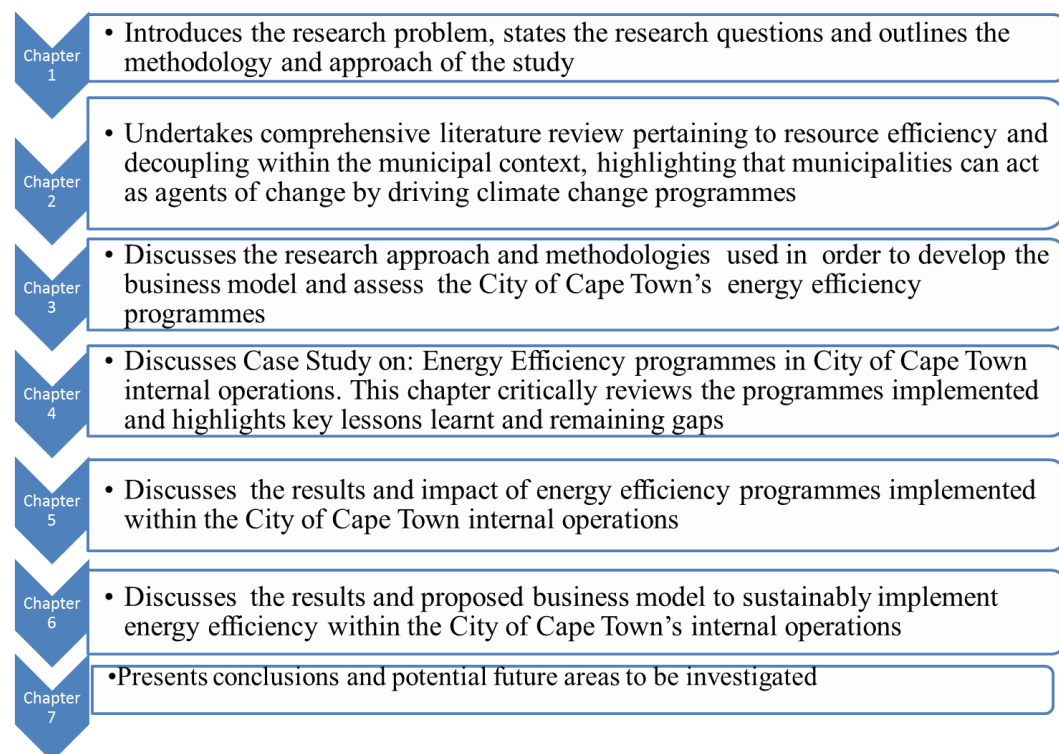 Chapter
1
• Introduces the research problem, states the research questions and outlines the
methodology and approach of the study
Chapter
2
• Undertakes comprehensive literature review pertaining to resource efficiency and
decoupling within the municipal context, highlighting that municipalities can act
as agents of change by driving climate change programmes
Chapter
3
• Discusses the research approach and methodologies used in order to develop the
business model and assess the City of Cape Town's energy efficiency
programmes
Chapter
4
• Discusses Case Study on: Energy Efficiency programmes in City of Cape Town
internal operations. This chapter critically reviews the programmes implemented
and highlights key lessons learnt and remaining gaps
Chapter
5
• Discusses the results and impact of energy efficiency programmes implemented
within the City of Cape Town internal operations
Chapter
6
• Discusses the results and proposed business model to sustainably implement
energy efficiency within the City of Cape Town's internal operations
Chapter
7
•Presents conclusions and potential future areas to be investigated